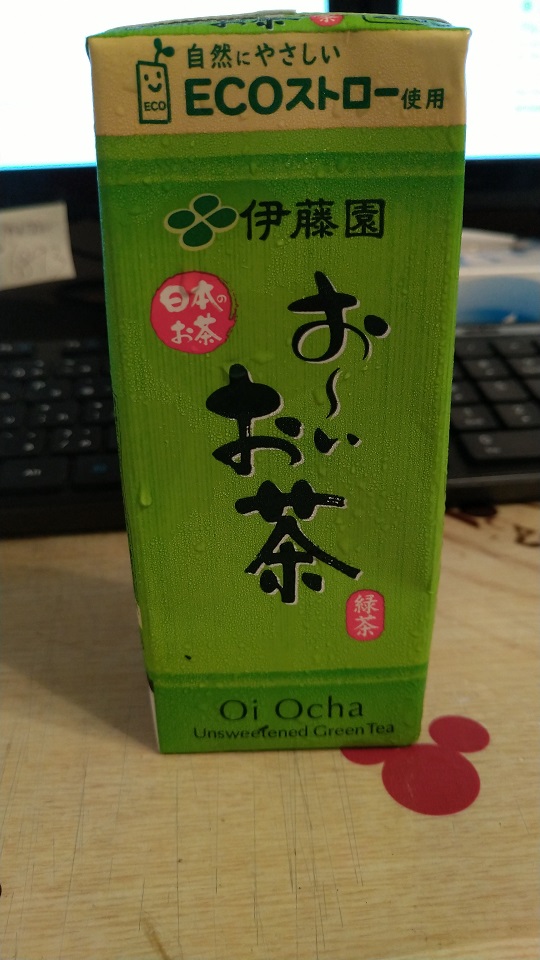 自然にやさしい
ECOストロー使用
ECO
伊藤園
日本の
お茶
お～い
お茶
緑茶
Oi Ocha
Unsweetened Green Tea